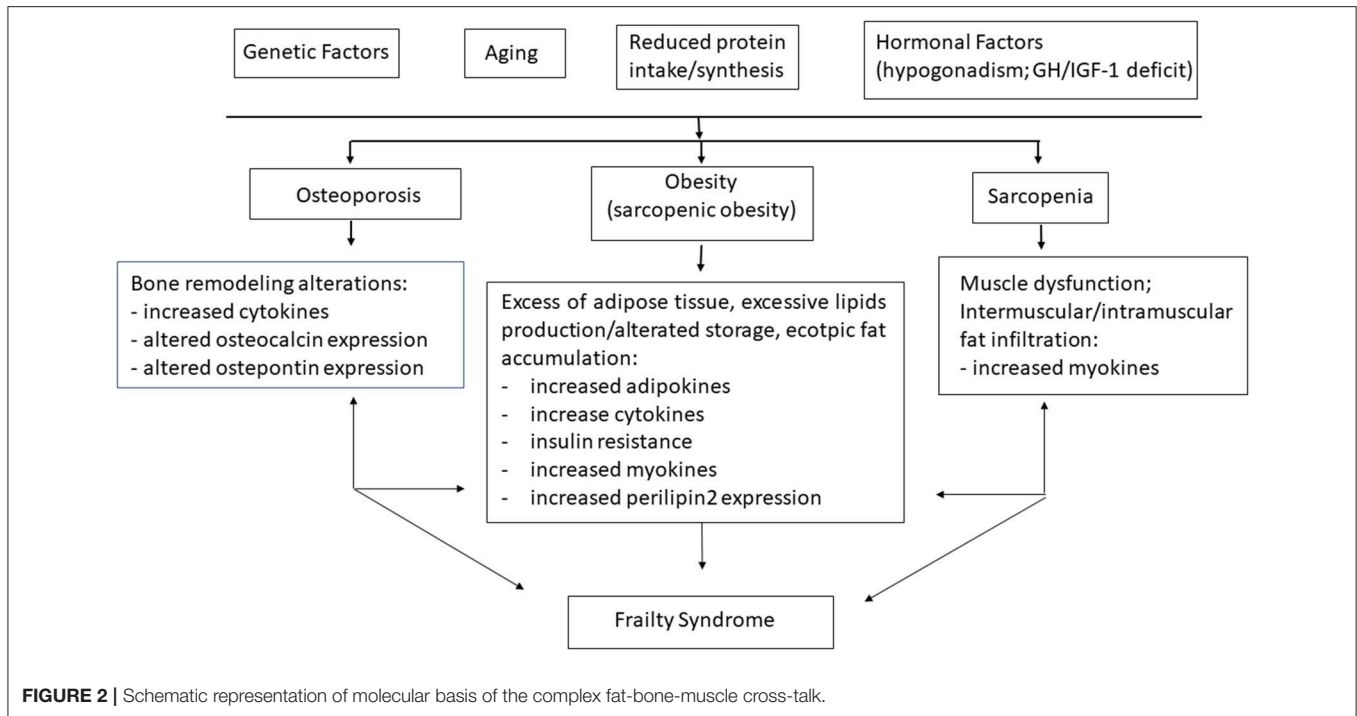 Genetic Factors
Aging
Reduced protein
intake/synthesis
Hormonal Factors
(hypogonadism; GH/IGF-1 deficit)
Osteoporosis
Obesity
(sarcopenic obesity)
Sarcopenia
Bone remodeling alterations:
- increased cytokines
- altered osteocalcin expression
- altered ostepontin expression
Excess of adipose tissue, excessive lipids
production/alterated storage, ecotpic fat
accumulation:
- increased adipokines
- increase cytokines
- insulin resistance
- increased myokines
- increased perilipin2 expression
Muscle dysfunction;
Intermuscular/intramuscular
fat infiltration:
- increased myokines
Frailty Syndrome
FIGURE 2 | Schematic representation of molecular basis of the complex fat-bone-muscle cross-talk.